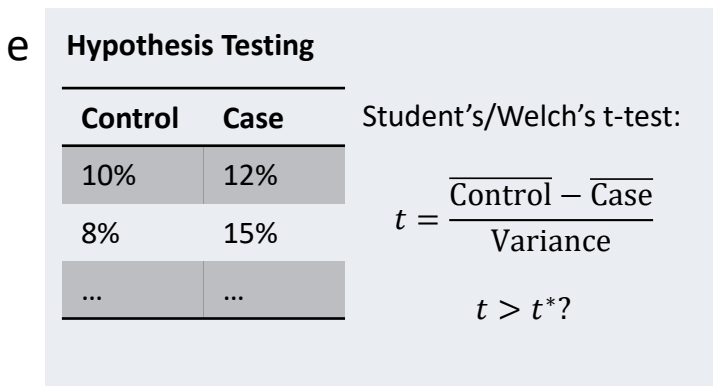 e
Hypothesis Testing
Control Case
10% 12%
8% 15%
... ...
Student's/Welch's t-test:
t = (Control̅ − Case̅) / Variance
t > t*?